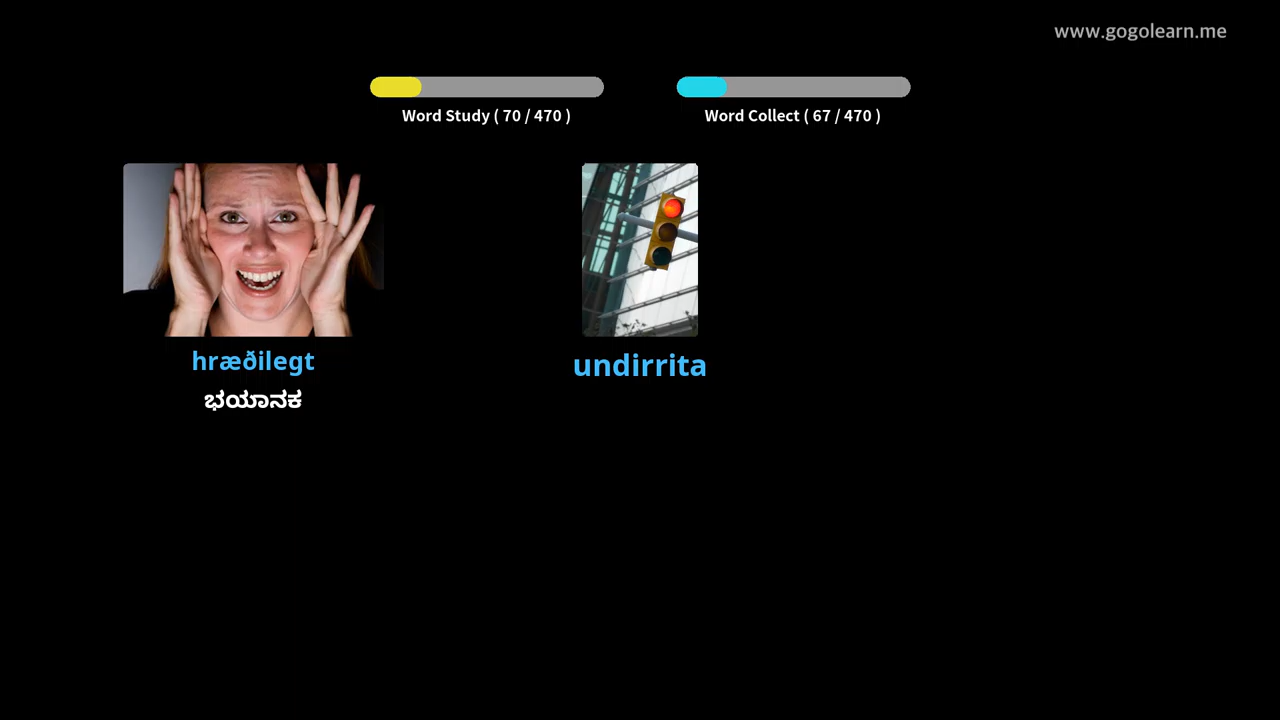 www.gogolearn.me
Word Study ( 70 / 470 )
Word Collect ( 67 / 470 )
hræðilegt
ಭಯಾನಕ
undirrita